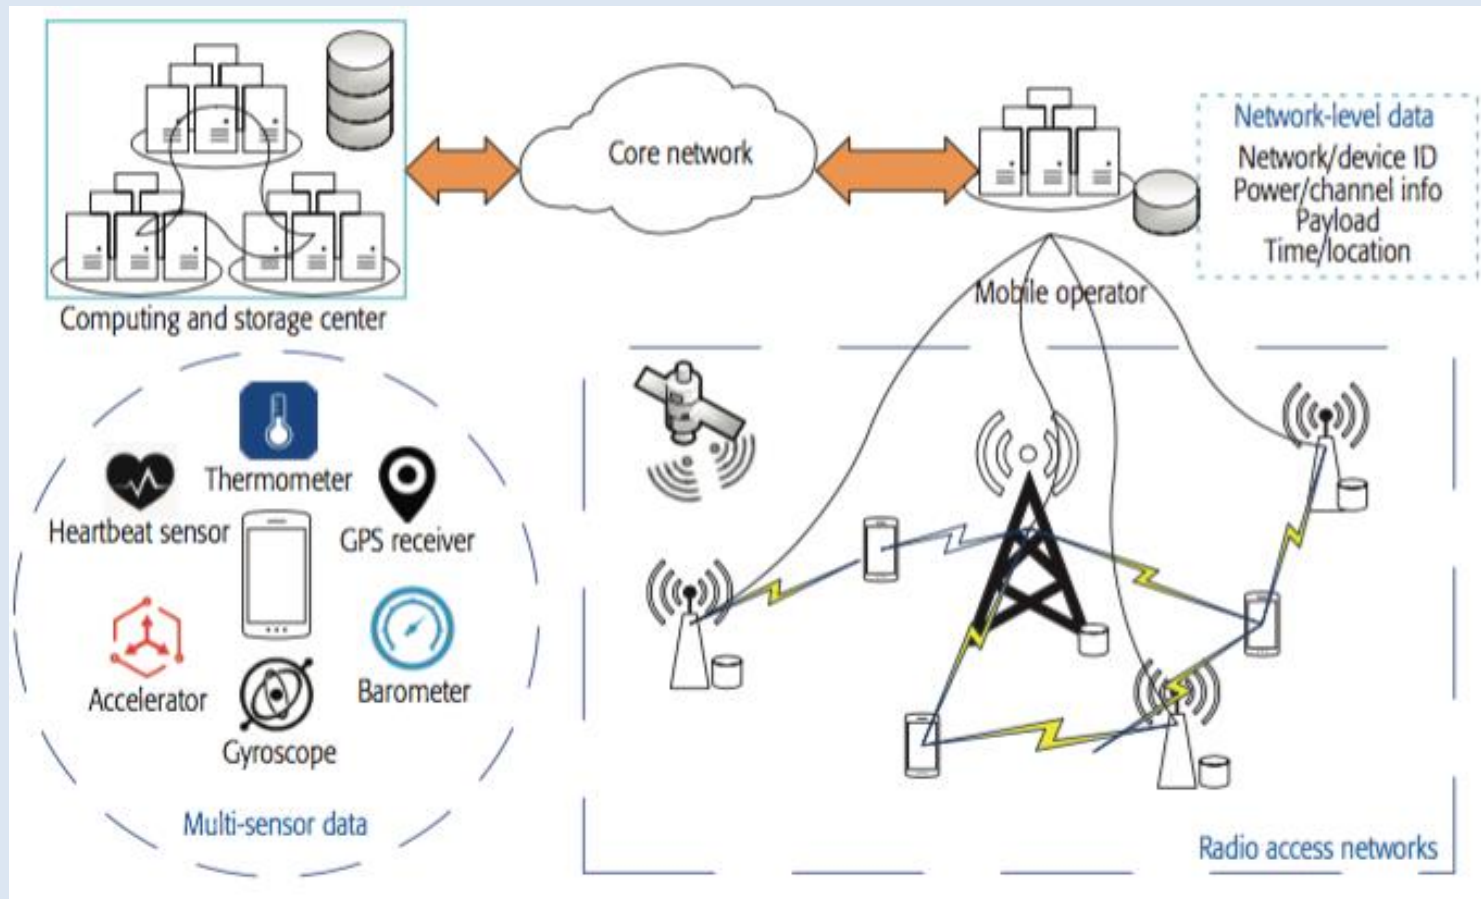 Core network
Network-level data
Network/device ID
Power/channel info
Payload
Time/location
Computing and storage center
Mobile operator
Thermometer
Heartbeat sensor
GPS receiver
Accelerator
Barometer
Gyroscope
Multi-sensor data
Radio access networks